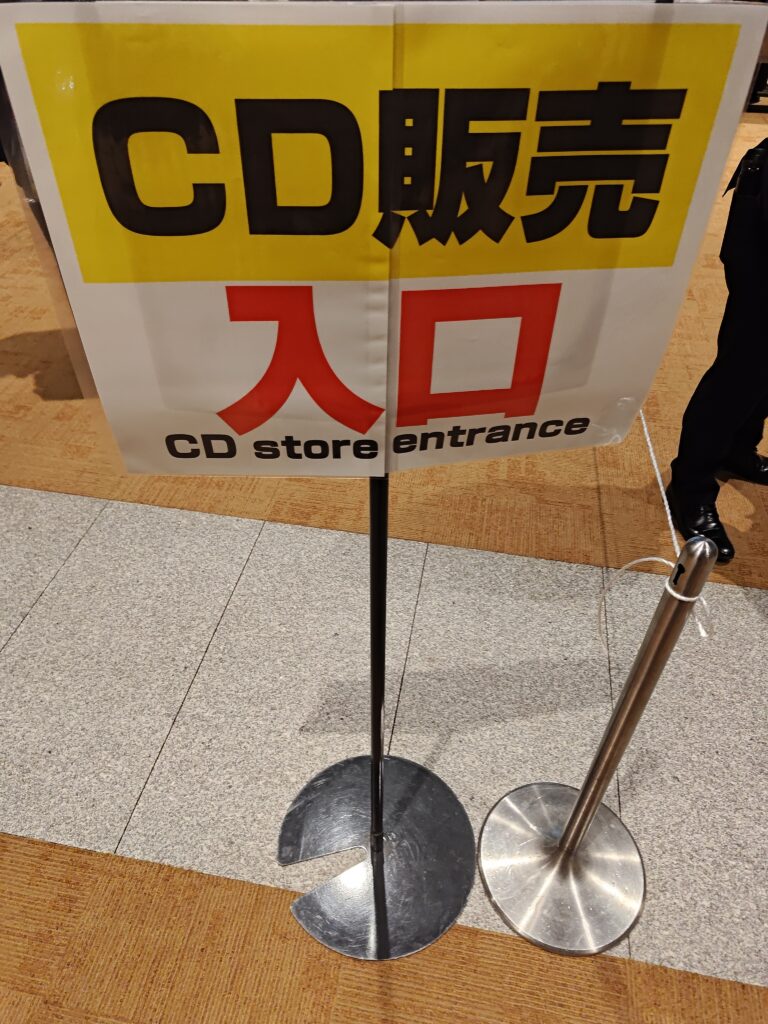 CD販売
入口
CD store entrance